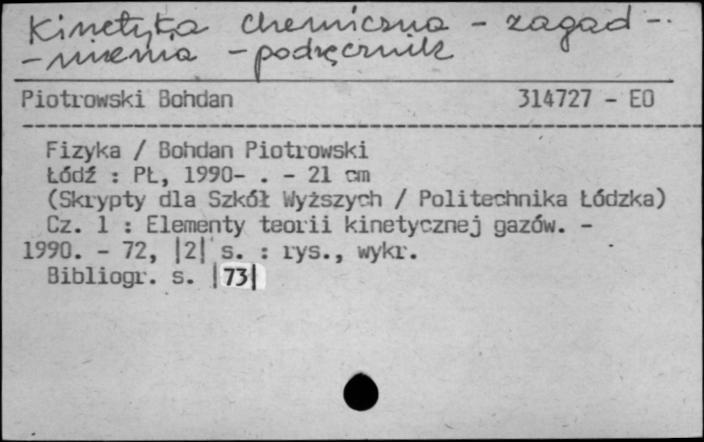 Kinetyka chemiczna - zagad -
- nienia - podręcznik
Piotrowski Bohdan 314727 - EO
Fizyka / Bohdan Piotrowski
Łódź : PŁ, 1990- . - 21 cm
(Skrypty dla Szkół Wyższych / Politechnika Łódzka)
Cz. 1 : Elementy teorii kinetycznej gazów. -
1990. - 72, |2| s. : rys., wykr.
Bibliogr. s. |73|